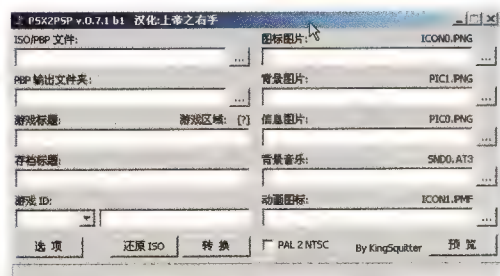 PSX2PSP v.0.7.1 b1 汉化:上帝之右手
ISO/PBP 文件:
...
PBP 输出文件夹:
...
游戏标题: 游戏区域: {?}
存档标题:
游戏 ID:
选 项 还原 ISO 转 换
图标图片: ICON0.PNG
...
背景图片: PIC1.PNG
...
信息图片: PIC0.PNG
...
背景音乐: SND0.AT3
...
动画图标: ICON1.PMF
...
PAL 2 NTSC By KingSquitter 预 览